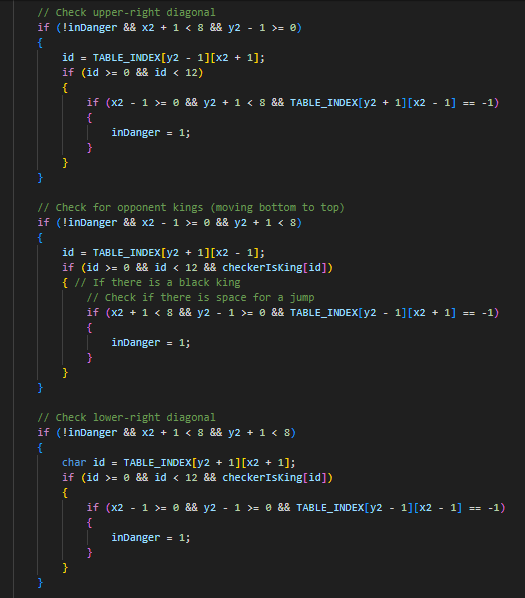 // Check upper-right diagonal
if (!inDanger && x2 + 1 < 8 && y2 - 1 >= 0)
{
    id = TABLE_INDEX[y2 - 1][x2 + 1];
    if (id >= 0 && id < 12)
    {
        if (x2 - 1 >= 0 && y2 + 1 < 8 && TABLE_INDEX[y2 + 1][x2 - 1] == -1)
        {
            inDanger = 1;
        }
    }
}

// Check for opponent kings (moving bottom to top)
if (!inDanger && x2 - 1 >= 0 && y2 + 1 < 8)
{
    id = TABLE_INDEX[y2 + 1][x2 - 1];
    if (id >= 0 && id < 12 && checkerIsKing[id])
    { // If there is a black king
        // Check if there is space for a jump
        if (x2 + 1 < 8 && y2 - 1 >= 0 && TABLE_INDEX[y2 - 1][x2 + 1] == -1)
        {
            inDanger = 1;
        }
    }
}

// Check lower-right diagonal
if (!inDanger && x2 + 1 < 8 && y2 + 1 < 8)
{
    char id = TABLE_INDEX[y2 + 1][x2 + 1];
    if (id >= 0 && id < 12 && checkerIsKing[id])
    {
        if (x2 - 1 >= 0 && y2 - 1 >= 0 && TABLE_INDEX[y2 - 1][x2 - 1] == -1)
        {
            inDanger = 1;
        }
    }
}